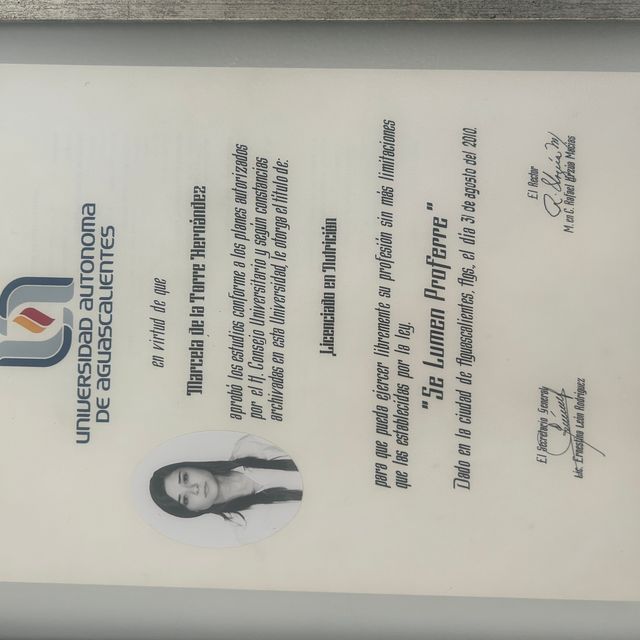 UNIVERSIDAD AUTONOMA
DE AGUASCALIENTES
en virtud de que
Marcela de la Torre Hernández
aprobó los estudios conforme a los planes autorizados
por el H. Consejo Universitario y según constancias
archivadas en esta Universidad, le otorga el título de:
Licenciado en Nutrición
para que pueda ejercer libremente su profesión sin más limitaciones
que las establecidas por la ley.
"Se Lumen Proferre"
Dado en la ciudad de Aguascalientes, Ags. el día 31 de agosto del 2010.
El Secretario General
Lic. Ernestina León Rodríguez
El Rector
M. en C. Rafael Urzúa Macías